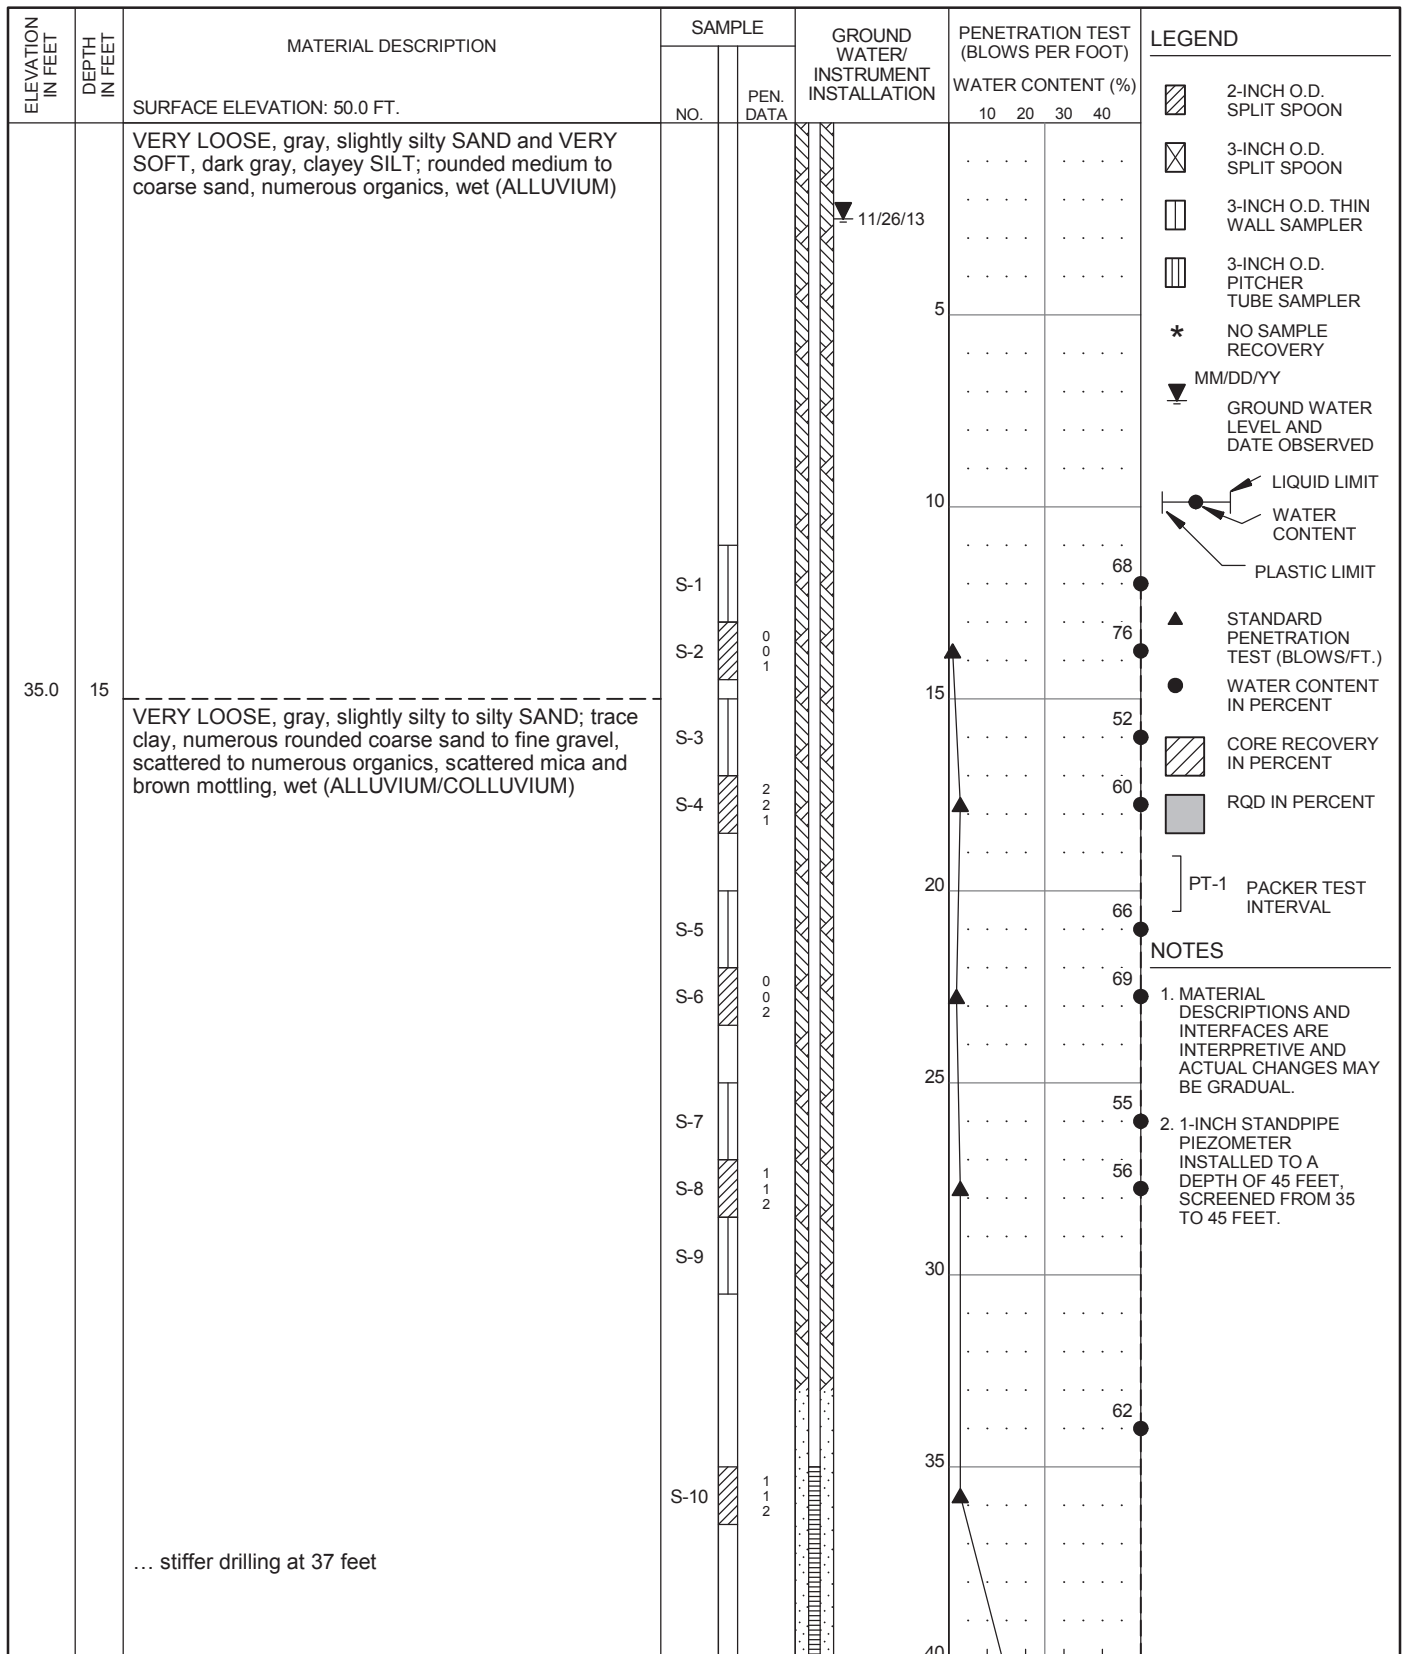 ELEVATION
IN FEET
DEPTH
IN FEET
MATERIAL DESCRIPTION
SURFACE ELEVATION: 50.0 FT.
SAMPLE
NO.
PEN.
DATA
GROUND
WATER/
INSTRUMENT
INSTALLATION
PENETRATION TEST
(BLOWS PER FOOT)
WATER CONTENT (%)
10 20 30 40
VERY LOOSE, gray, slightly silty SAND and VERY
SOFT, dark gray, clayey SILT; rounded medium to
coarse sand, numerous organics, wet (ALLUVIUM)
11/26/13
5
10
S-1
68
S-2
0
0
1
76
35.0 15
15
VERY LOOSE, gray, slightly silty to silty SAND; trace
clay, numerous rounded coarse sand to fine gravel,
scattered to numerous organics, scattered mica and
brown mottling, wet (ALLUVIUM/COLLUVIUM)
S-3
52
S-4
2
2
1
60
20
S-5
66
S-6
0
0
2
69
25
S-7
55
S-8
1
1
2
56
S-9
30
62
35
S-10
1
1
2
... stiffer drilling at 37 feet
40
LEGEND
2-INCH O.D.
SPLIT SPOON
3-INCH O.D.
SPLIT SPOON
3-INCH O.D. THIN
WALL SAMPLER
3-INCH O.D.
PITCHER
TUBE SAMPLER
* NO SAMPLE
RECOVERY
MM/DD/YY
GROUND WATER
LEVEL AND
DATE OBSERVED
LIQUID LIMIT
WATER
CONTENT
PLASTIC LIMIT
STANDARD
PENETRATION
TEST (BLOWS/FT.)
WATER CONTENT
IN PERCENT
CORE RECOVERY
IN PERCENT
RQD IN PERCENT
PT-1 PACKER TEST
INTERVAL
NOTES
1. MATERIAL
DESCRIPTIONS AND
INTERFACES ARE
INTERPRETIVE AND
ACTUAL CHANGES MAY
BE GRADUAL.
2. 1-INCH STANDPIPE
PIEZOMETER
INSTALLED TO A
DEPTH OF 45 FEET,
SCREENED FROM 35
TO 45 FEET.